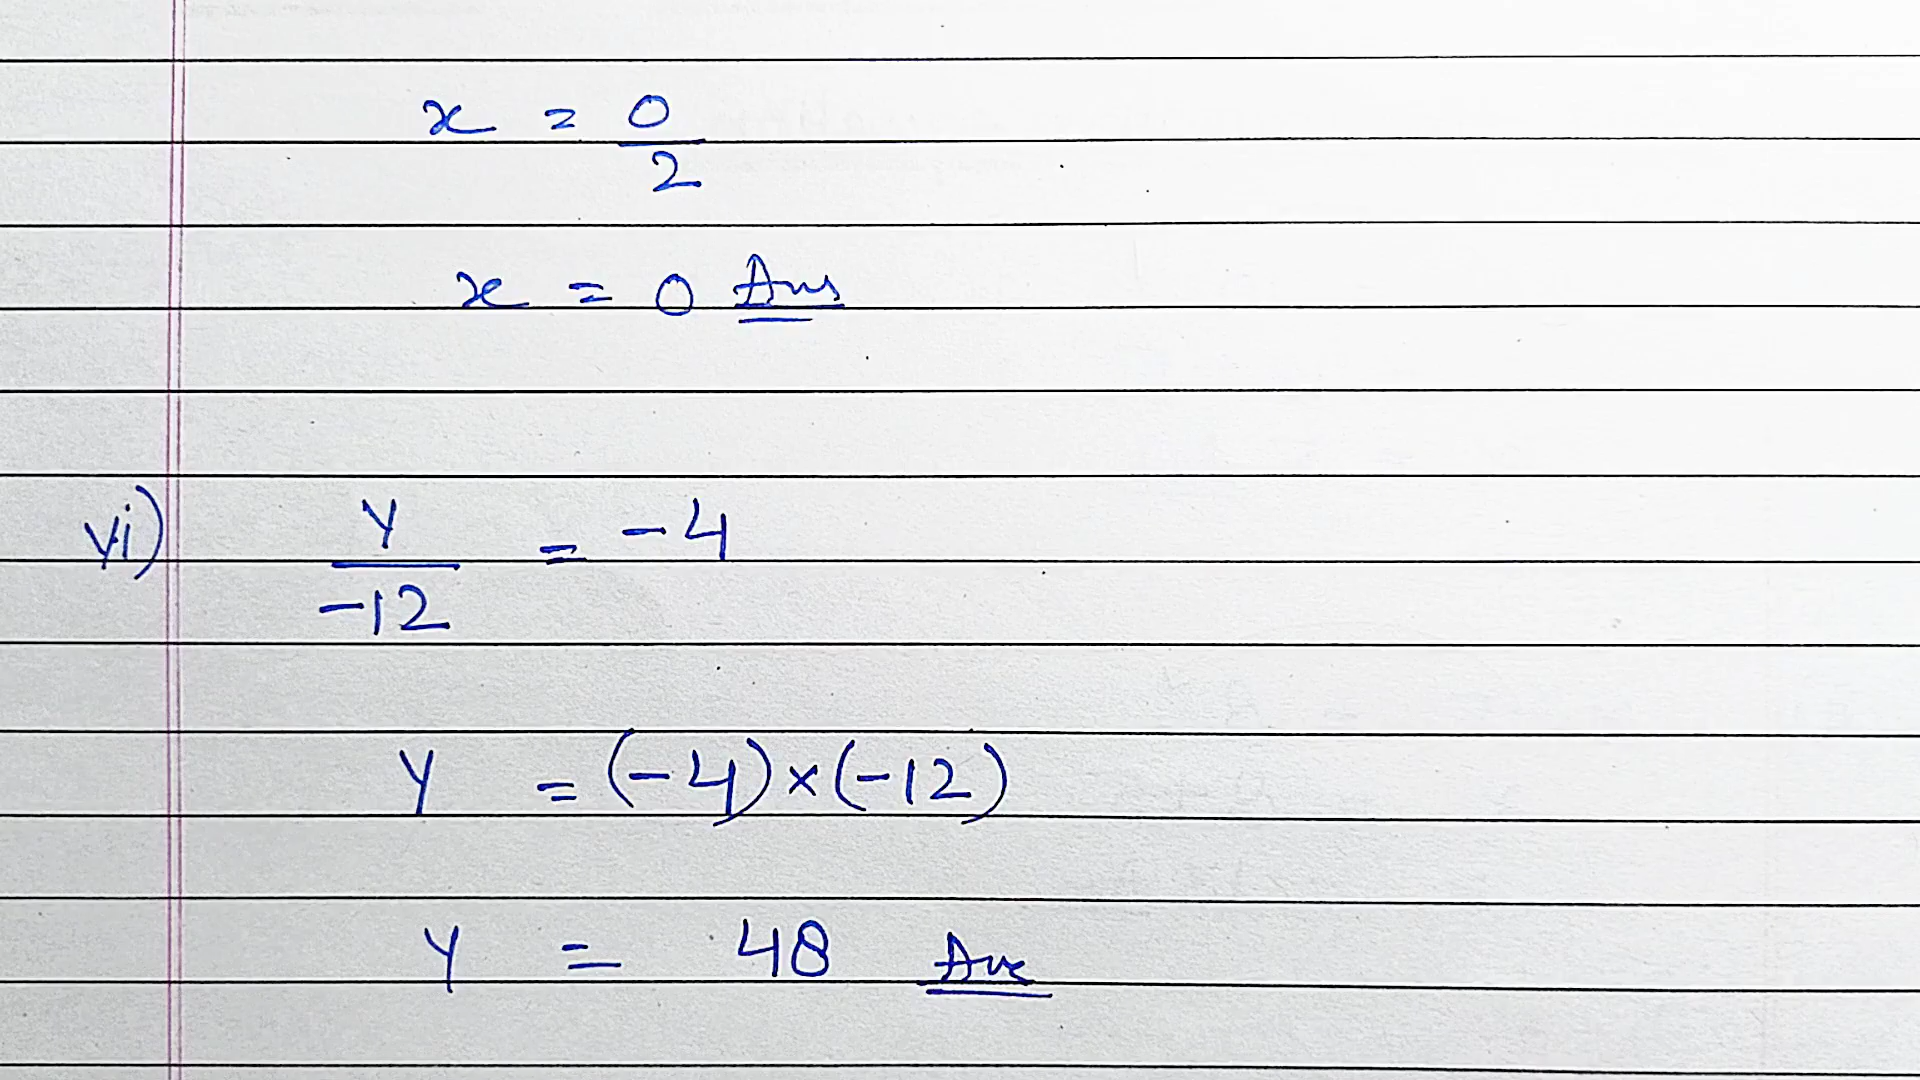 x = 0/2
x = 0 Ans
vi) y/-12 = -4
y = (-4)×(-12)
y = 48 Ans